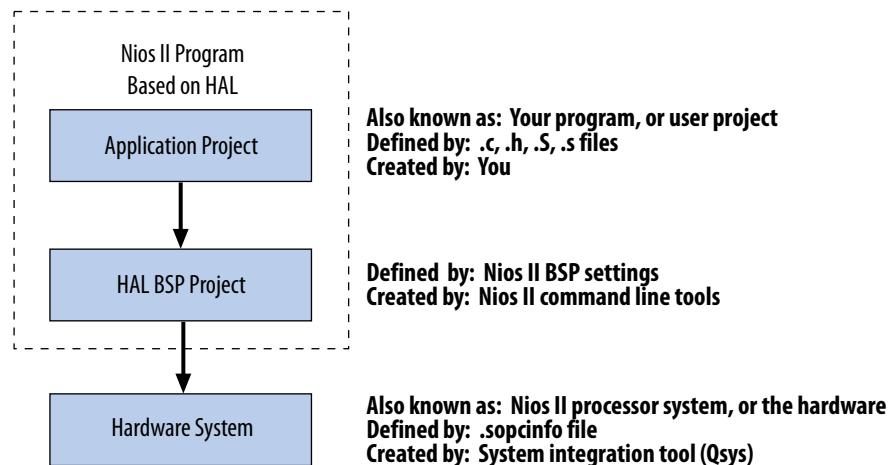 Nios II Program
Based on HAL
Application Project
Also known as: Your program, or user project
Defined by: .c, .h, .S, .s files
Created by: You
HAL BSP Project
Defined by: Nios II BSP settings
Created by: Nios II command line tools
Hardware System
Also known as: Nios II processor system, or the hardware
Defined by: .sopcinfo file
Created by: System integration tool (Qsys)